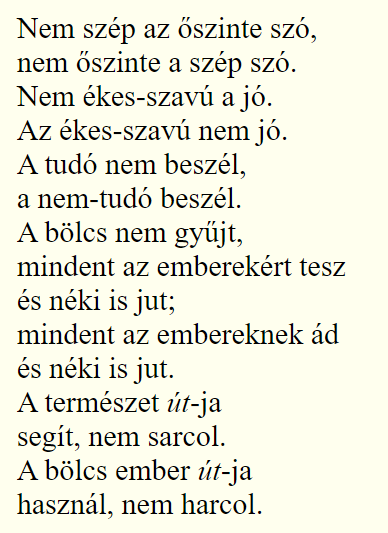 Nem szép az őszinte szó,
nem őszinte a szép szó.
Nem ékes-szavú a jó.
Az ékes-szavú nem jó.
A tudó nem beszél,
a nem-tudó beszél.
A bölcs nem gyűjt,
mindent az emberekért tesz
és néki is jut;
mindent az embereknek ád
és néki is jut.
A természet út-ja
segít, nem sarcol.
A bölcs ember út-ja
használ, nem harcol.